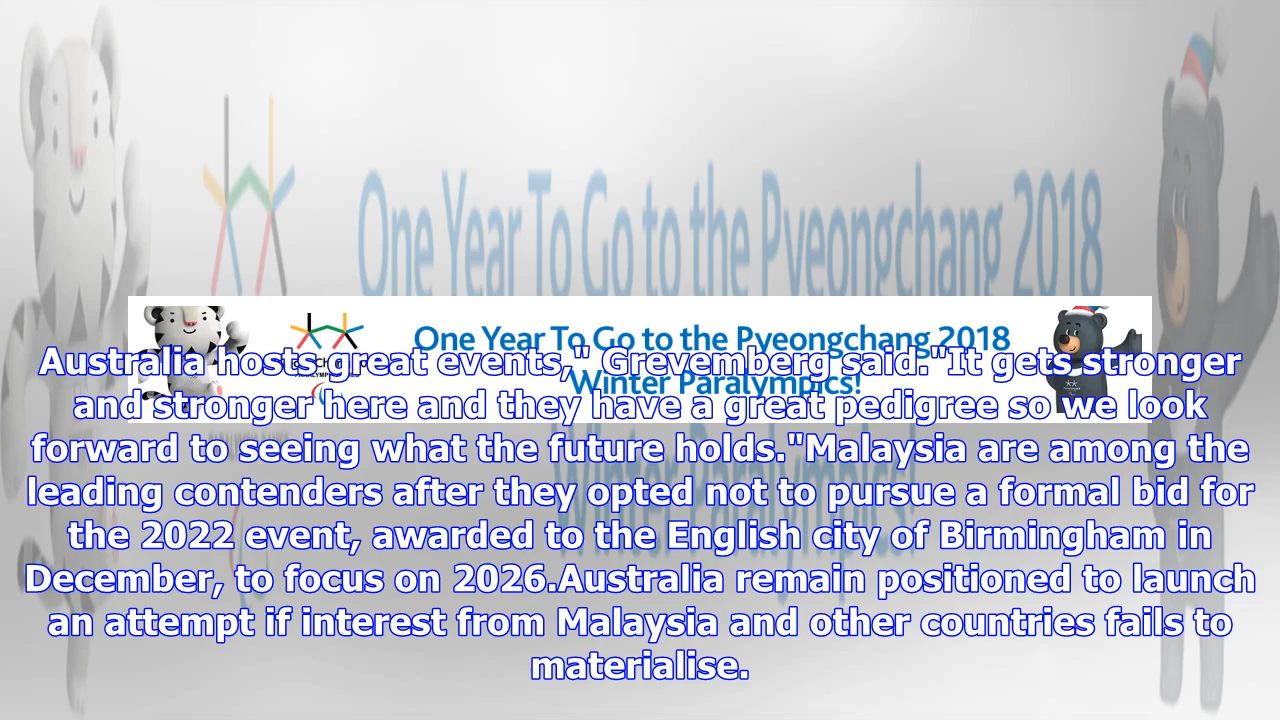 One Year To Go to the Pyeongchang 2018
Winter Paralympics!
One Year To Go to the Pyeongchang 2018
Winter Paralympics!
Australia hosts great events," Grevemberg said."It gets stronger
and stronger here and they have a great pedigree so we look
forward to seeing what the future holds."Malaysia are among the
leading contenders after they opted not to pursue a formal bid for
the 2022 event, awarded to the English city of Birmingham in
December, to focus on 2026.Australia remain positioned to launch
an attempt if interest from Malaysia and other countries fails to
materialise.